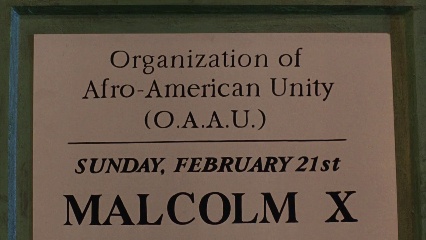 Organization of
Afro-American Unity
(O.A.A.U.)
SUNDAY, FEBRUARY 21st
MALCOLM X